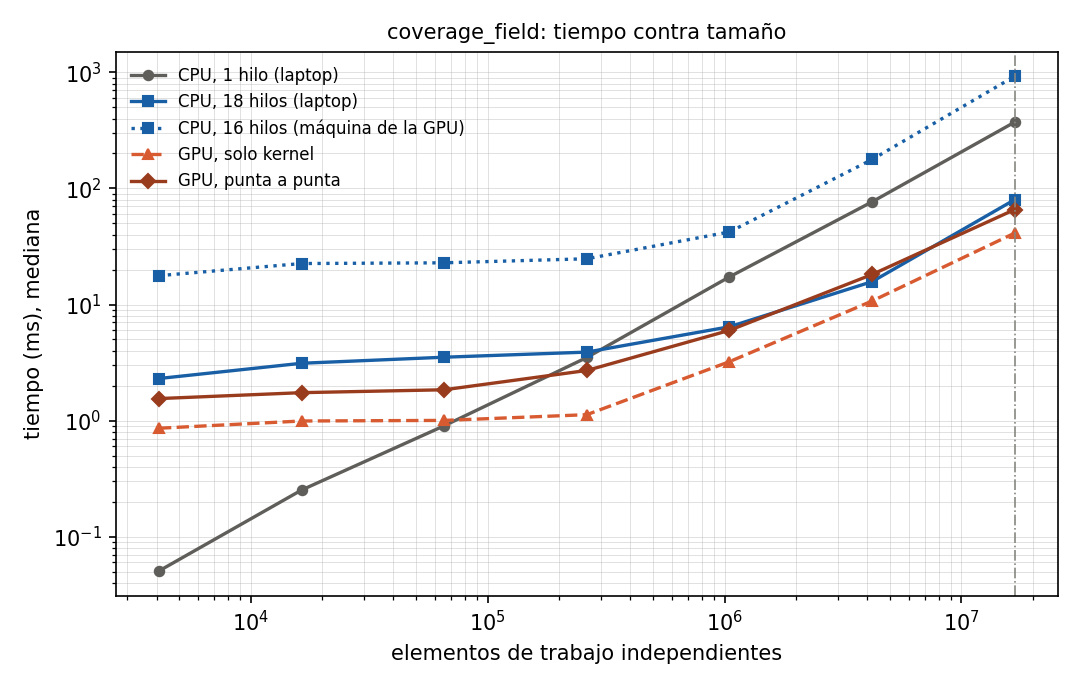 coverage_field: tiempo contra tamaño
CPU, 1 hilo (laptop)
CPU, 18 hilos (laptop)
CPU, 16 hilos (máquina de la GPU)
GPU, solo kernel
GPU, punta a punta
tiempo (ms), mediana
10³
10²
10¹
10⁰
10⁻¹
10⁴ 10⁵ 10⁶ 10⁷
elementos de trabajo independientes